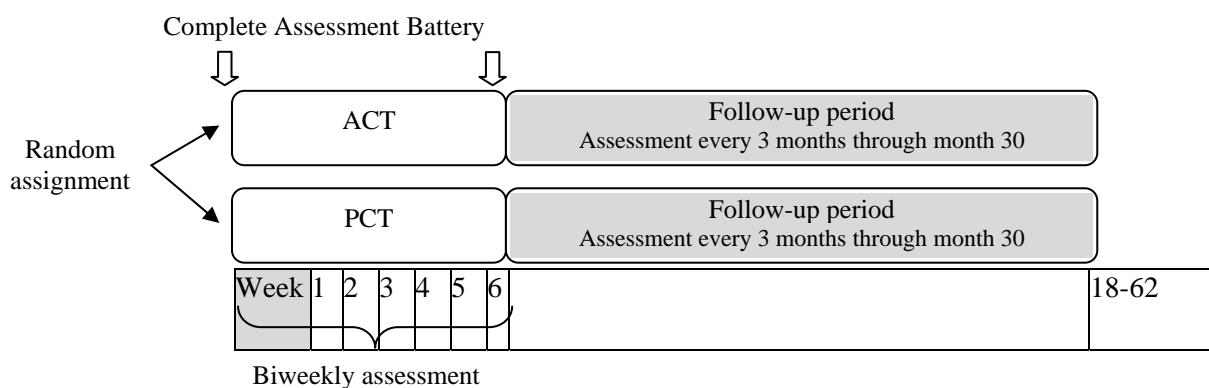 Complete Assessment Battery
ACT
Follow-up period
Assessment every 3 months through month 30
Random
assignment
PCT
Follow-up period
Assessment every 3 months through month 30
Week 1 2 3 4 5 6 18-62
Biweekly assessment